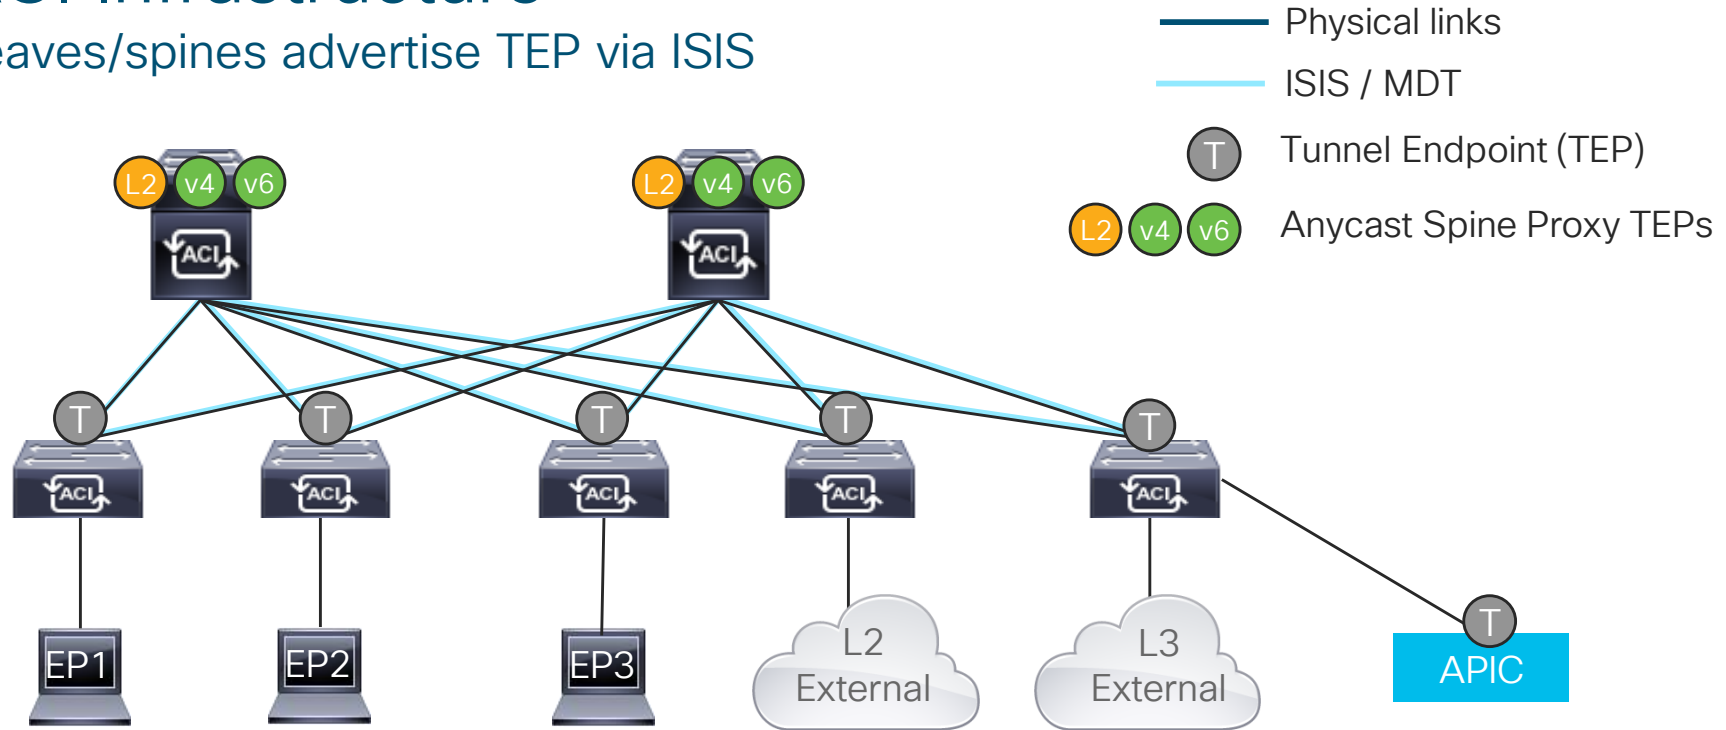 eaves/spines advertise TEP via ISIS
Physical links
ISIS / MDT
T Tunnel Endpoint (TEP)
L2 v4 v6 Anycast Spine Proxy TEPs
L2 v4 v6 L2 v4 v6
ACI ACI
T T T T T
ACI ACI ACI ACI ACI
EP1 EP2 EP3
L2
External
L3
External
T
APIC